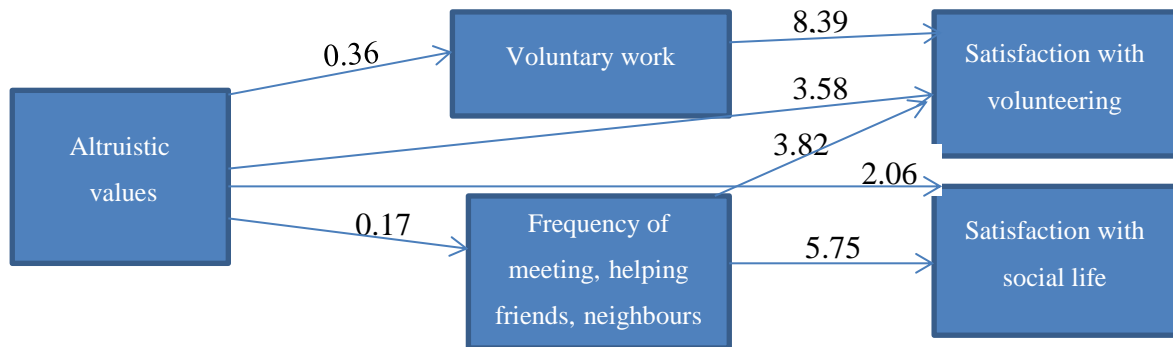 0.36
Voluntary work
8.39
Satisfaction with
volunteering
3.58
Altruistic
values
3.82
2.06
0.17
Frequency of
meeting, helping
friends, neighbours
5.75
Satisfaction with
social life